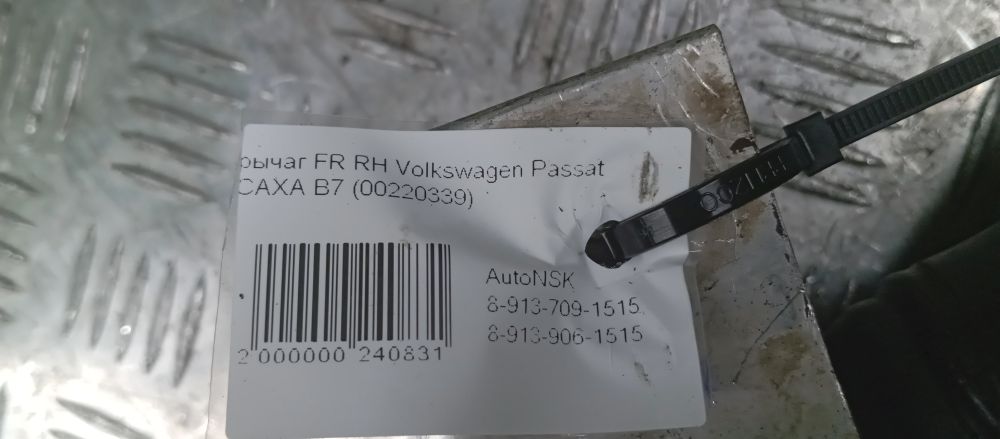 рычаг FR RH Volkswagen Passat
CAXA B7 (00220339)
AutoNSK
8-913-709-1515
8-913-906-1515
2 000000 240831